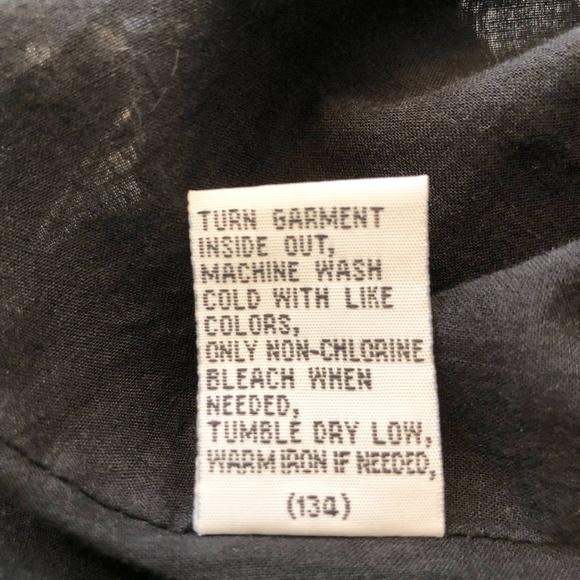 TURN GARMENT
INSIDE OUT,
MACHINE WASH
COLD WITH LIKE
COLORS,
ONLY NON-CHLORINE
BLEACH WHEN
NEEDED,
TUMBLE DRY LOW,
WARM IRON IF NEEDED,
(134)